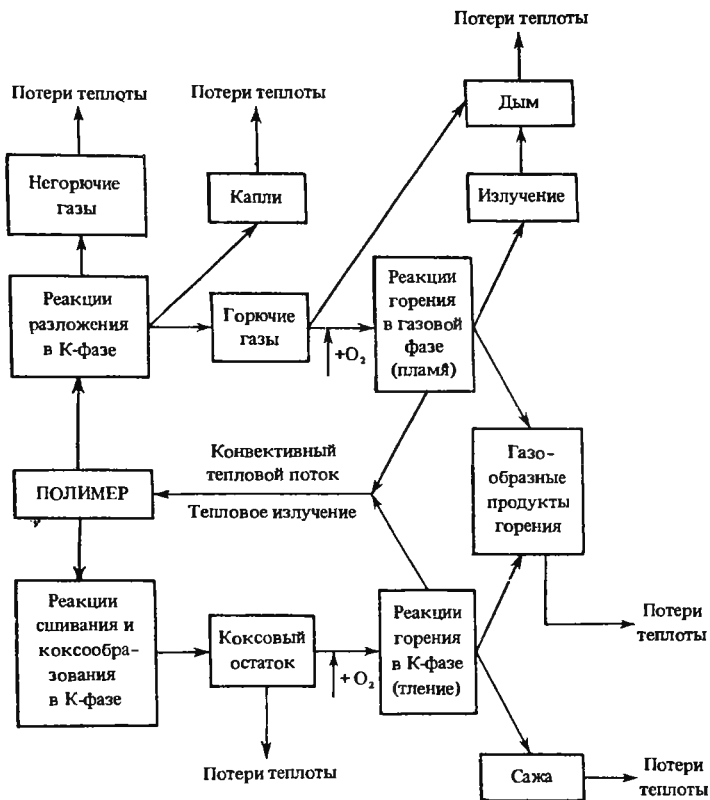 Потери теплоты
Дым
Потери теплоты
Потери теплоты
Негорючие
газы
Капли
Излучение
Реакции
разложения
в К-фазе
Горючие
газы
+O₂
Реакции
горения
в газовой
фазе
(пламя)
Конвективный
тепловой поток
Тепловое излучение
ПОЛИМЕР
Газо-
образные
продукты
горения
Потери
теплоты
Реакции
сшивания и
коксообра-
зования
в К-фазе
Коксовый
остаток
+ O₂
Реакции
горения
в К-фазе
(тление)
Потери теплоты
Сажа
Потери
теплоты